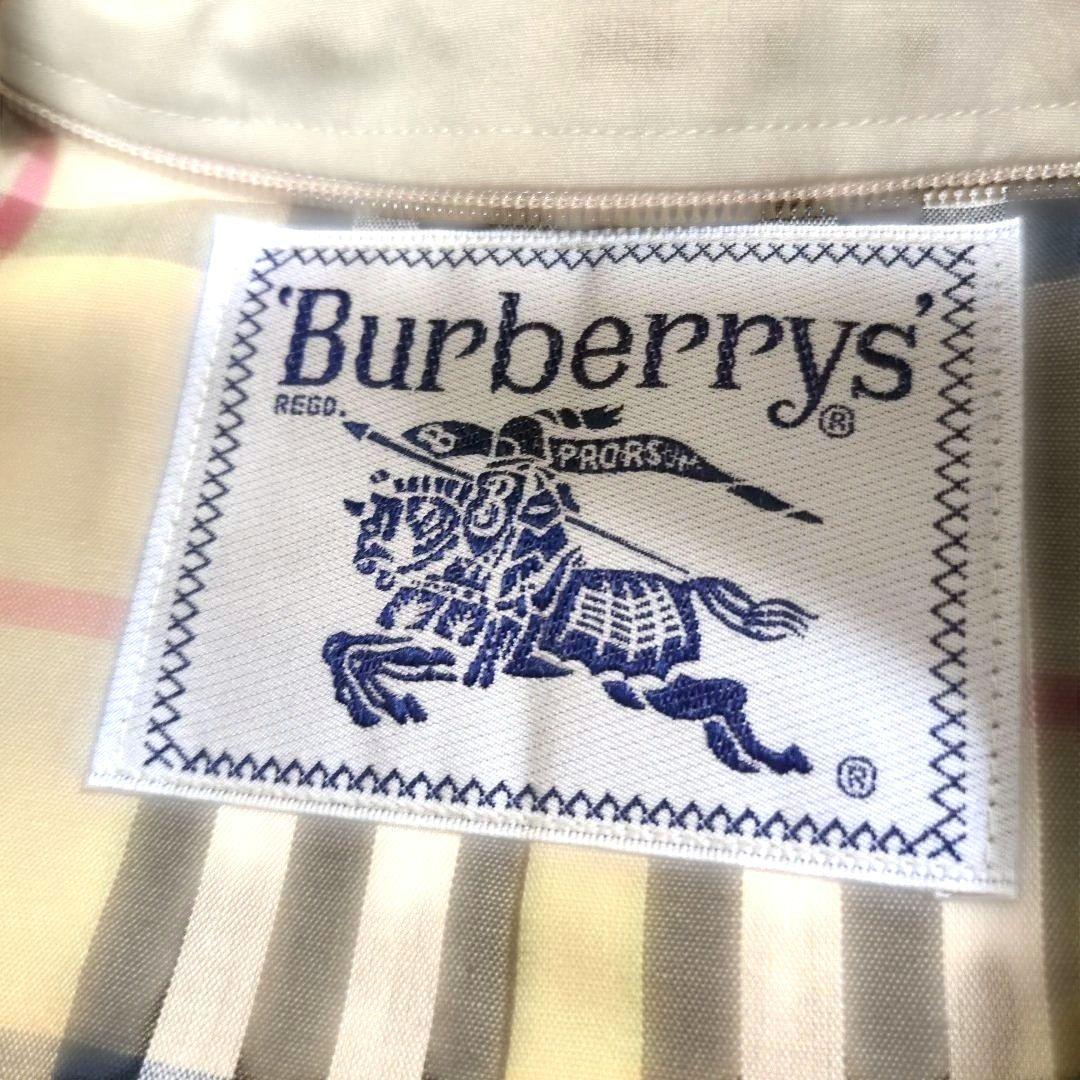 ‘Burberrys’
REGD. ®
B PRORSUM
B
®